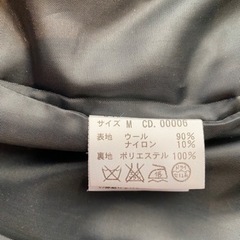 サイズ M CD.00006
表地 ウール 90%
ナイロン 10%
裏地 ポリエステル 100%